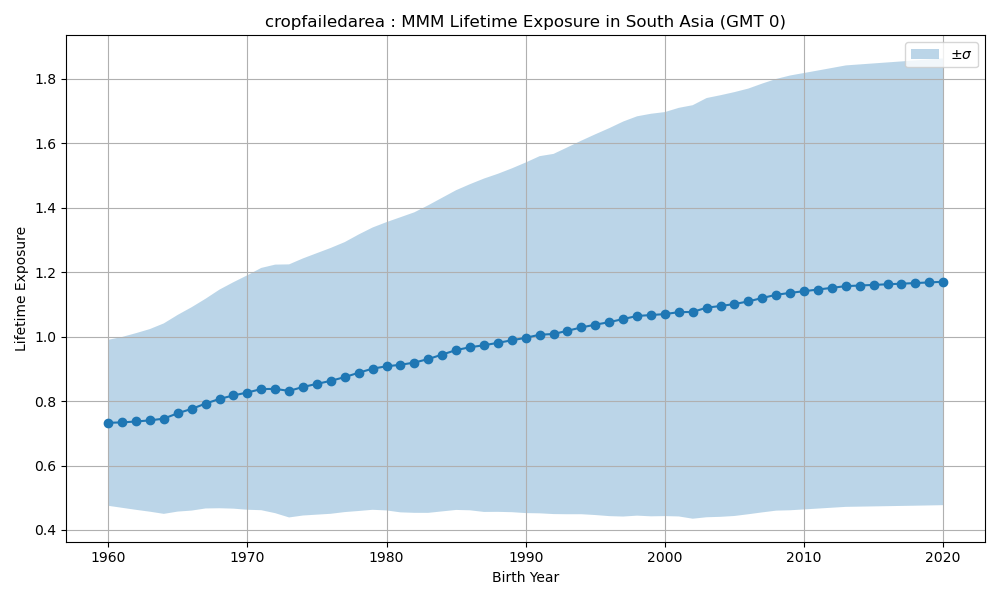 cropfailedarea : MMM Lifetime Exposure in South Asia (GMT 0)
±σ
Lifetime Exposure
1.8
1.6
1.4
1.2
1.0
0.8
0.6
0.4
1960 1970 1980 1990 2000 2010 2020
Birth Year